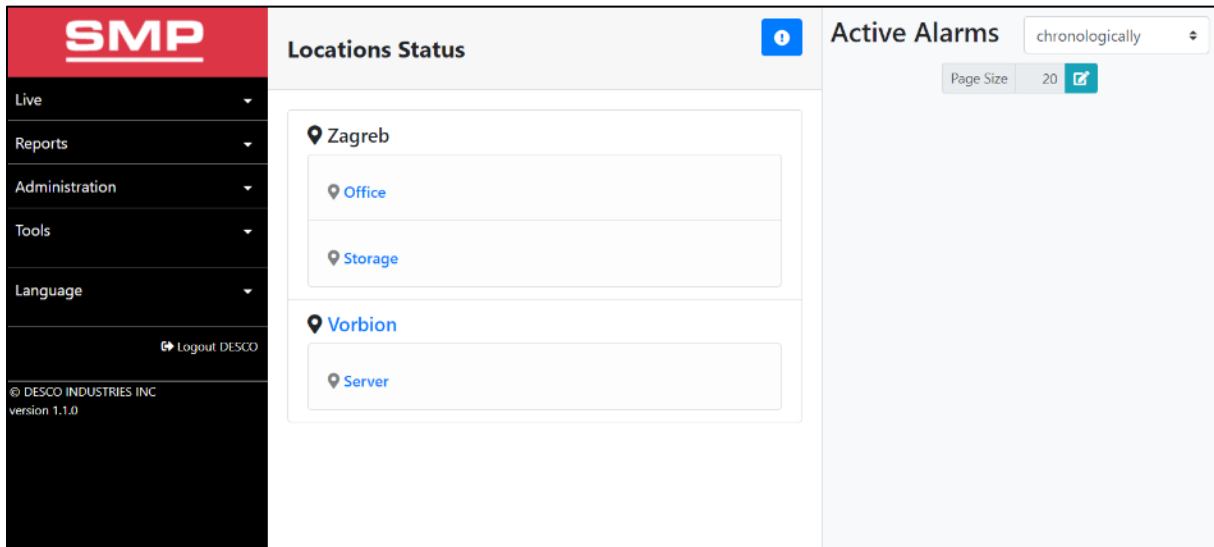 SMP
Live
Reports
Administration
Tools
Language
Logout DESCO
© DESCO INDUSTRIES INC
version 1.1.0
Locations Status
Zagreb
Office
Storage
Vorbion
Server
Active Alarms chronologically
Page Size 20